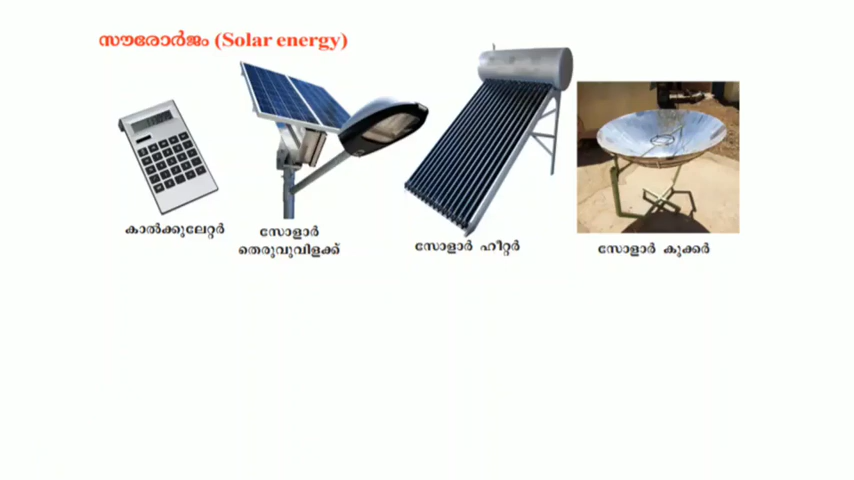 സൗരോർജം (Solar energy)
കാൽക്കുലേറ്റർ
സോളാർ
തെരുവുവിളക്ക്
സോളാർ ഹീറ്റർ
സോളാർ കുക്കർ